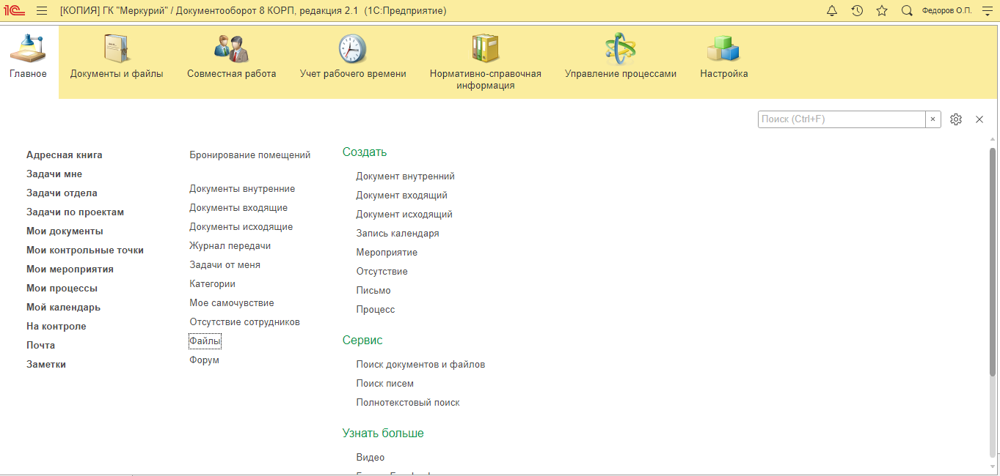 1С [КОПИЯ] ГК "Меркурий" / Документооборот 8 КОРП, редакция 2.1 (1С:Предприятие) Федоров О.П.
Главное
Документы и файлы
Совместная работа
Учет рабочего времени
Нормативно-справочная
информация
Управление процессами
Настройка
Поиск (Ctrl+F)
Адресная книга
Задачи мне
Задачи отдела
Задачи по проектам
Мои документы
Мои контрольные точки
Мои мероприятия
Мои процессы
Мой календарь
На контроле
Почта
Заметки
Бронирование помещений
Документы внутренние
Документы входящие
Документы исходящие
Журнал передачи
Задачи от меня
Категории
Мое самочувствие
Отсутствие сотрудников
Файлы
Форум
Создать
Документ внутренний
Документ входящий
Документ исходящий
Запись календаря
Мероприятие
Отсутствие
Письмо
Процесс
Сервис
Поиск документов и файлов
Поиск писем
Полнотекстовый поиск
Узнать больше
Видео